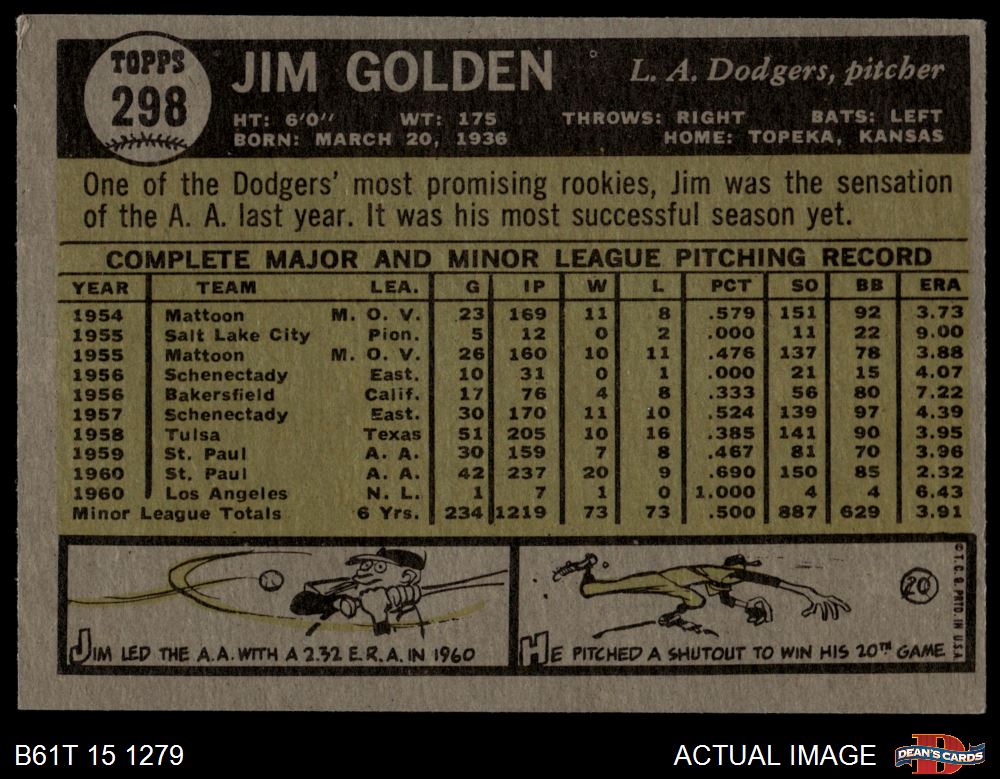 TOPPS
298
JIM GOLDEN
L. A. Dodgers, pitcher
HT: 6'0" WT: 175 THROWS: RIGHT BATS: LEFT
BORN: MARCH 20, 1936 HOME: TOPEKA, KANSAS
One of the Dodgers' most promising rookies, Jim was the sensation
of the A. A. last year. It was his most successful season yet.
COMPLETE MAJOR AND MINOR LEAGUE PITCHING RECORD
YEAR TEAM LEA. G IP W L PCT SO BB ERA
1954 Mattoon M. O. V. 23 169 11 8 .579 151 92 3.73
1955 Salt Lake City Pion. 5 12 0 2 .000 11 22 9.00
1955 Mattoon M. O. V. 26 160 10 11 .476 137 78 3.88
1956 Schenectady East. 10 31 0 1 .000 21 15 4.07
1956 Bakersfield Calif. 17 76 4 8 .333 56 80 7.22
1957 Schenectady East. 30 170 11 10 .524 139 97 4.39
1958 Tulsa Texas 51 205 10 16 .385 141 90 3.95
1959 St. Paul A. A. 30 159 7 8 .467 81 70 3.96
1960 St. Paul A. A. 42 237 20 9 .690 150 85 2.32
1960 Los Angeles N. L. 1 7 1 0 1.000 4 4 6.43
Minor League Totals 6 Yrs. 234 1219 73 73 .500 887 629 3.91
JIM LED THE A.A. WITH A 2.32 E.R.A. IN 1960
HE PITCHED A SHUTOUT TO WIN HIS 20TH GAME
20
© T. C. G. PRTD. IN U.S.A.
B61T 15 1279
ACTUAL IMAGE
DEAN'S CARDS